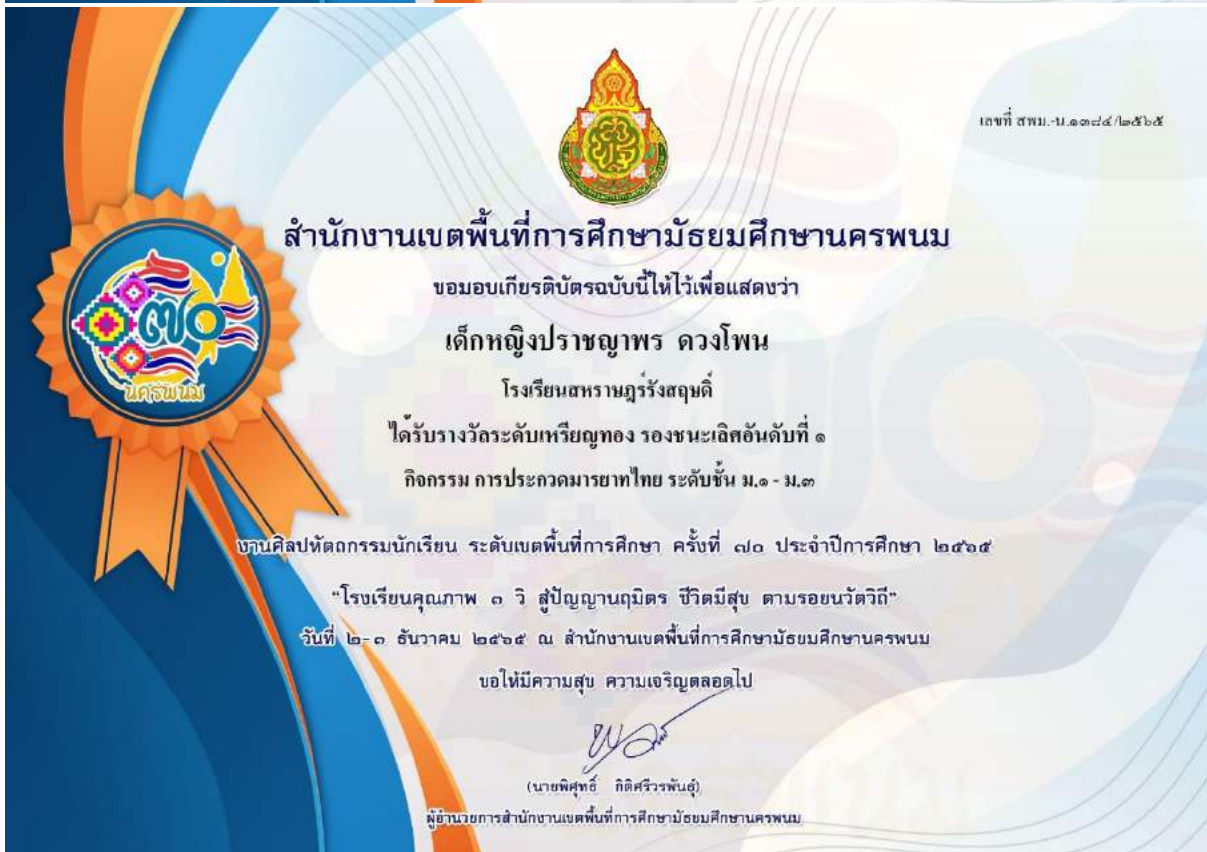 เลขที่ สพม.-น.๑๓๘๔/๒๕๖๕
สำนักงานเขตพื้นที่การศึกษามัธยมศึกษานครพนม
ขอมอบเกียรติบัตรฉบับนี้ให้ไว้เพื่อแสดงว่า
เด็กหญิงปราชญาพร ดวงโพน
โรงเรียนสหราษฎร์รังสฤษดิ์
ได้รับรางวัลระดับเหรียญทอง รองชนะเลิศอันดับที่ ๑
กิจกรรม การประกวดมารยาทไทย ระดับชั้น ม.๑ - ม.๓
๗๐
นครพนม
งานศิลปหัตถกรรมนักเรียน ระดับเขตพื้นที่การศึกษา ครั้งที่ ๗๐ ประจำปีการศึกษา ๒๕๖๕
“โรงเรียนคุณภาพ ๓ วิ สู่ปัญญานฤมิตร ชีวิตมีสุข ตามรอยนวัตวิถี”
วันที่ ๒-๓ ธันวาคม ๒๕๖๕ ณ สำนักงานเขตพื้นที่การศึกษามัธยมศึกษานครพนม
ขอให้มีความสุข ความเจริญตลอดไป
(นายพิศุทธิ์ กิติศรีวรพันธุ์)
ผู้อำนวยการสำนักงานเขตพื้นที่การศึกษามัธยมศึกษานครพนม